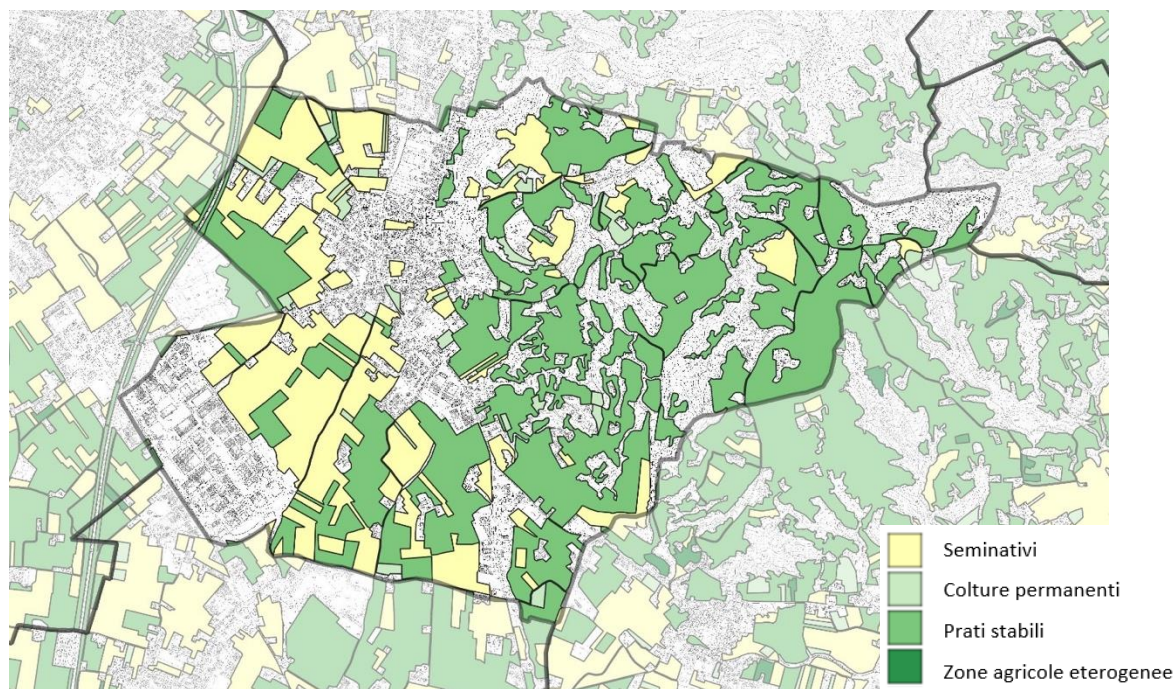 Seminativi
Colture permanenti
Prati stabili
Zone agricole eterogenee